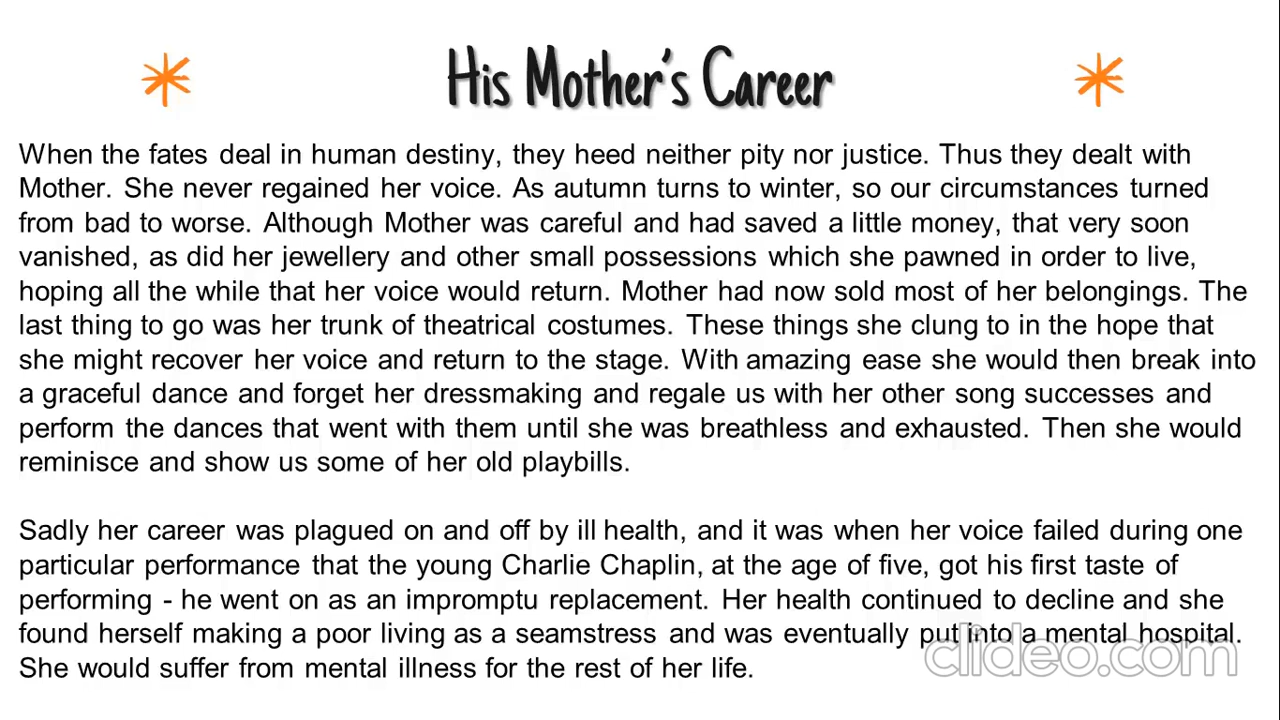 His Mother's Career
When the fates deal in human destiny, they heed neither pity nor justice. Thus they dealt with
Mother. She never regained her voice. As autumn turns to winter, so our circumstances turned
from bad to worse. Although Mother was careful and had saved a little money, that very soon
vanished, as did her jewellery and other small possessions which she pawned in order to live,
hoping all the while that her voice would return. Mother had now sold most of her belongings. The
last thing to go was her trunk of theatrical costumes. These things she clung to in the hope that
she might recover her voice and return to the stage. With amazing ease she would then break into
a graceful dance and forget her dressmaking and regale us with her other song successes and
perform the dances that went with them until she was breathless and exhausted. Then she would
reminisce and show us some of her old playbills.
Sadly her career was plagued on and off by ill health, and it was when her voice failed during one
particular performance that the young Charlie Chaplin, at the age of five, got his first taste of
performing - he went on as an impromptu replacement. Her health continued to decline and she
found herself making a poor living as a seamstress and was eventually put into a mental hospital.
She would suffer from mental illness for the rest of her life.
clideo.com